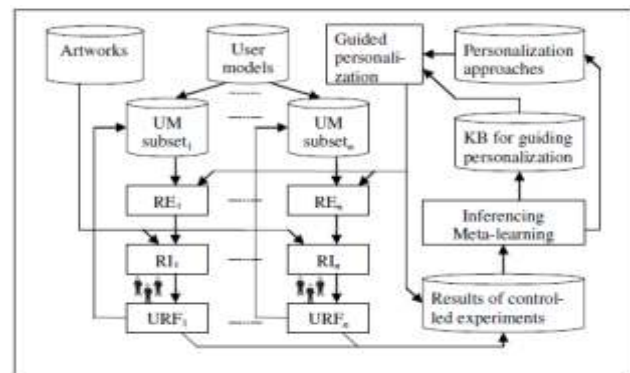 Artworks
User
models
Guided
personali-
zation
Personalization
approaches
UM
subset₁
UM
subsetₙ
KB for guiding
personalization
RE₁
REₙ
Inferencing
Meta-learning
RI₁
RIₙ
Results of control-
led experiments
URF₁
URFₙ